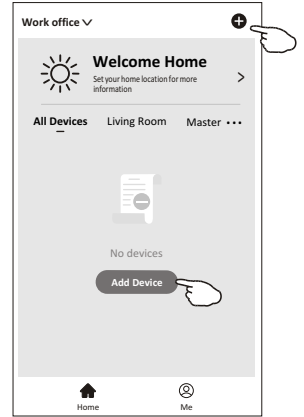 Work office
Welcome Home
Set your home location for more
information
All Devices Living Room Master
No devices
Add Device
Home Me